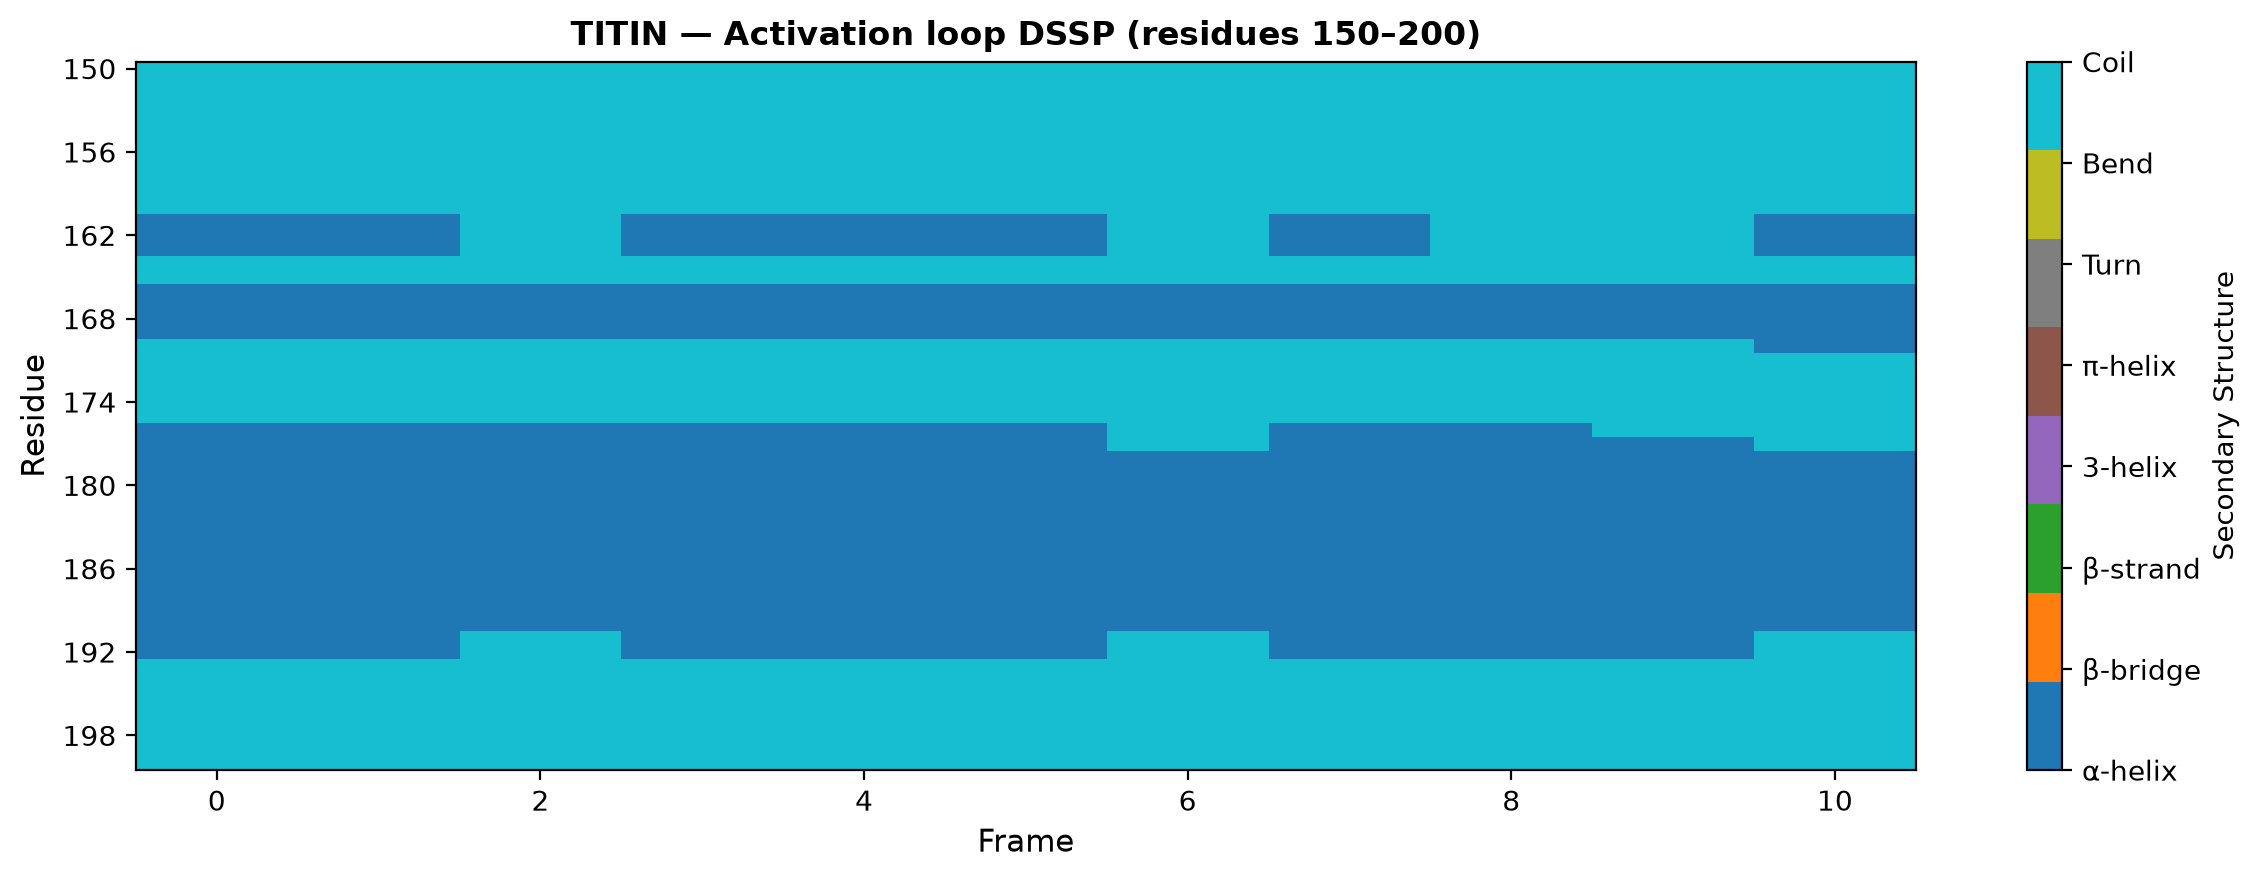 TITIN — Activation loop DSSP (residues 150–200)
Residue
150
156
162
168
174
180
186
192
198
0 2 4 6 8 10
Frame
Coil
Bend
Turn
π-helix
3-helix
β-strand
β-bridge
α-helix
Secondary Structure